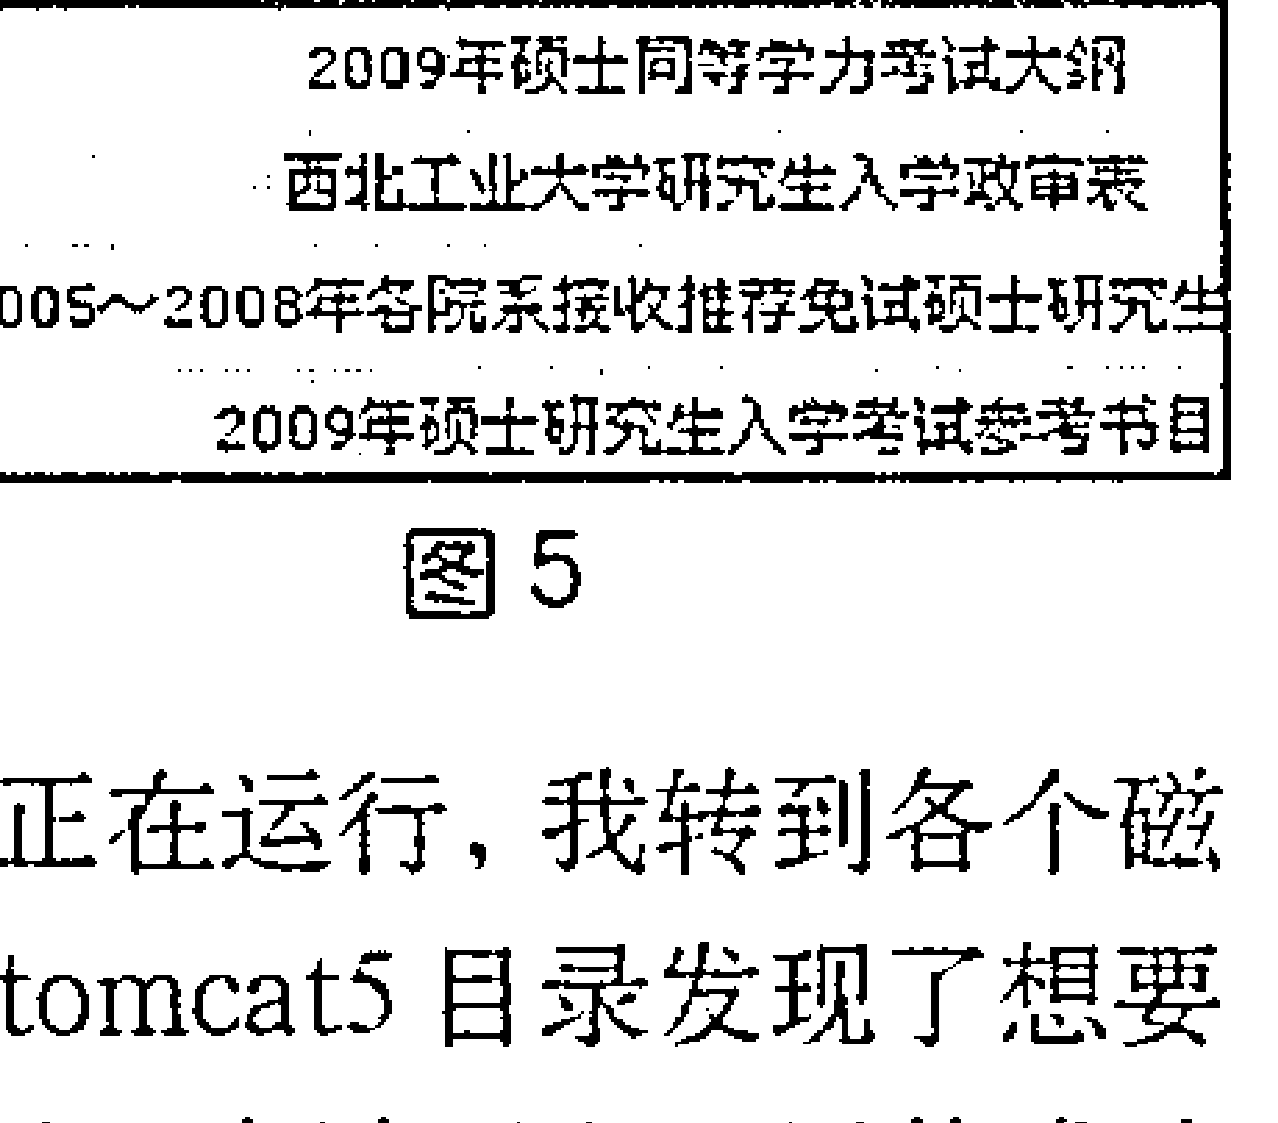 2009年硕士同等学力考试大纲
西北工业大学研究生入学政审表
005～2008年各院系接收推荐免试硕士研究生
2009年硕士研究生入学考试参考书目
图 5
正在运行，我转到各个磁
tomcat5 目录发现了想要